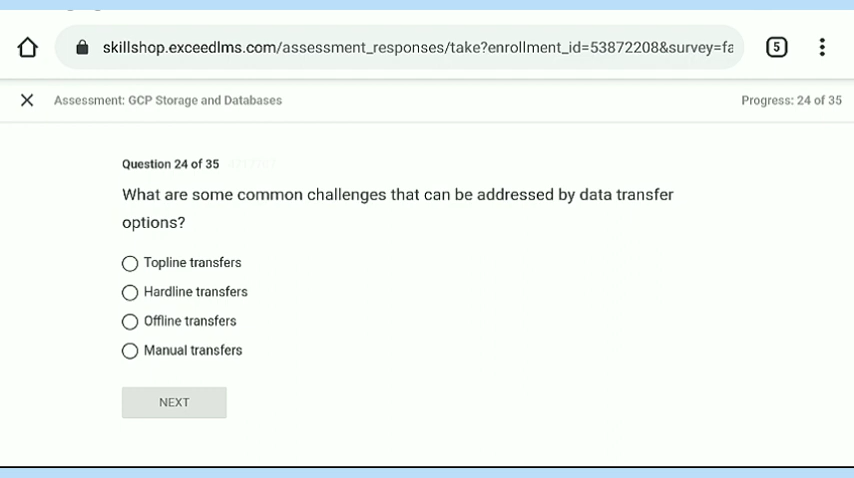 skillshop.exceedlms.com/assessment_responses/take?enrollment_id=53872208&survey=fa
5
Assessment: GCP Storage and Databases
Progress: 24 of 35
Question 24 of 35
What are some common challenges that can be addressed by data transfer
options?
Topline transfers
Hardline transfers
Offline transfers
Manual transfers
NEXT